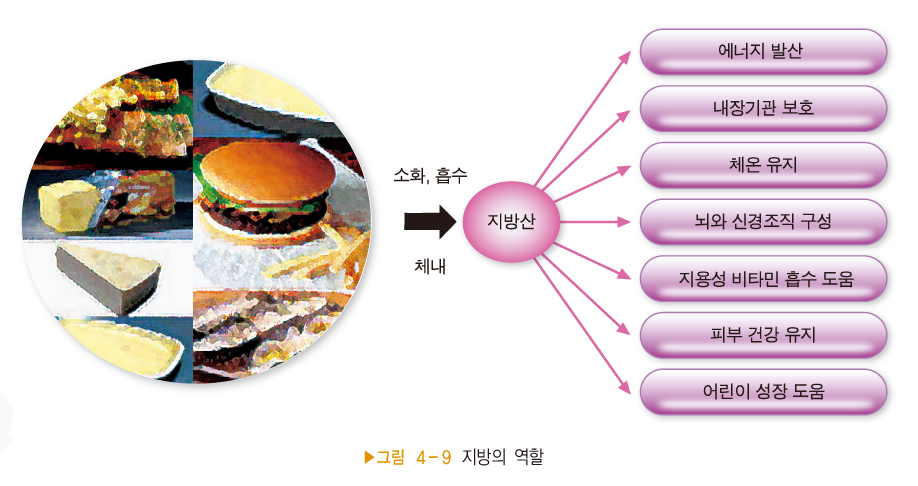 에너지 발산
내장기관 보호
체온 유지
소화, 흡수
지방산
뇌와 신경조직 구성
체내
지용성 비타민 흡수 도움
피부 건강 유지
어린이 성장 도움
▶그림 4-9 지방의 역할